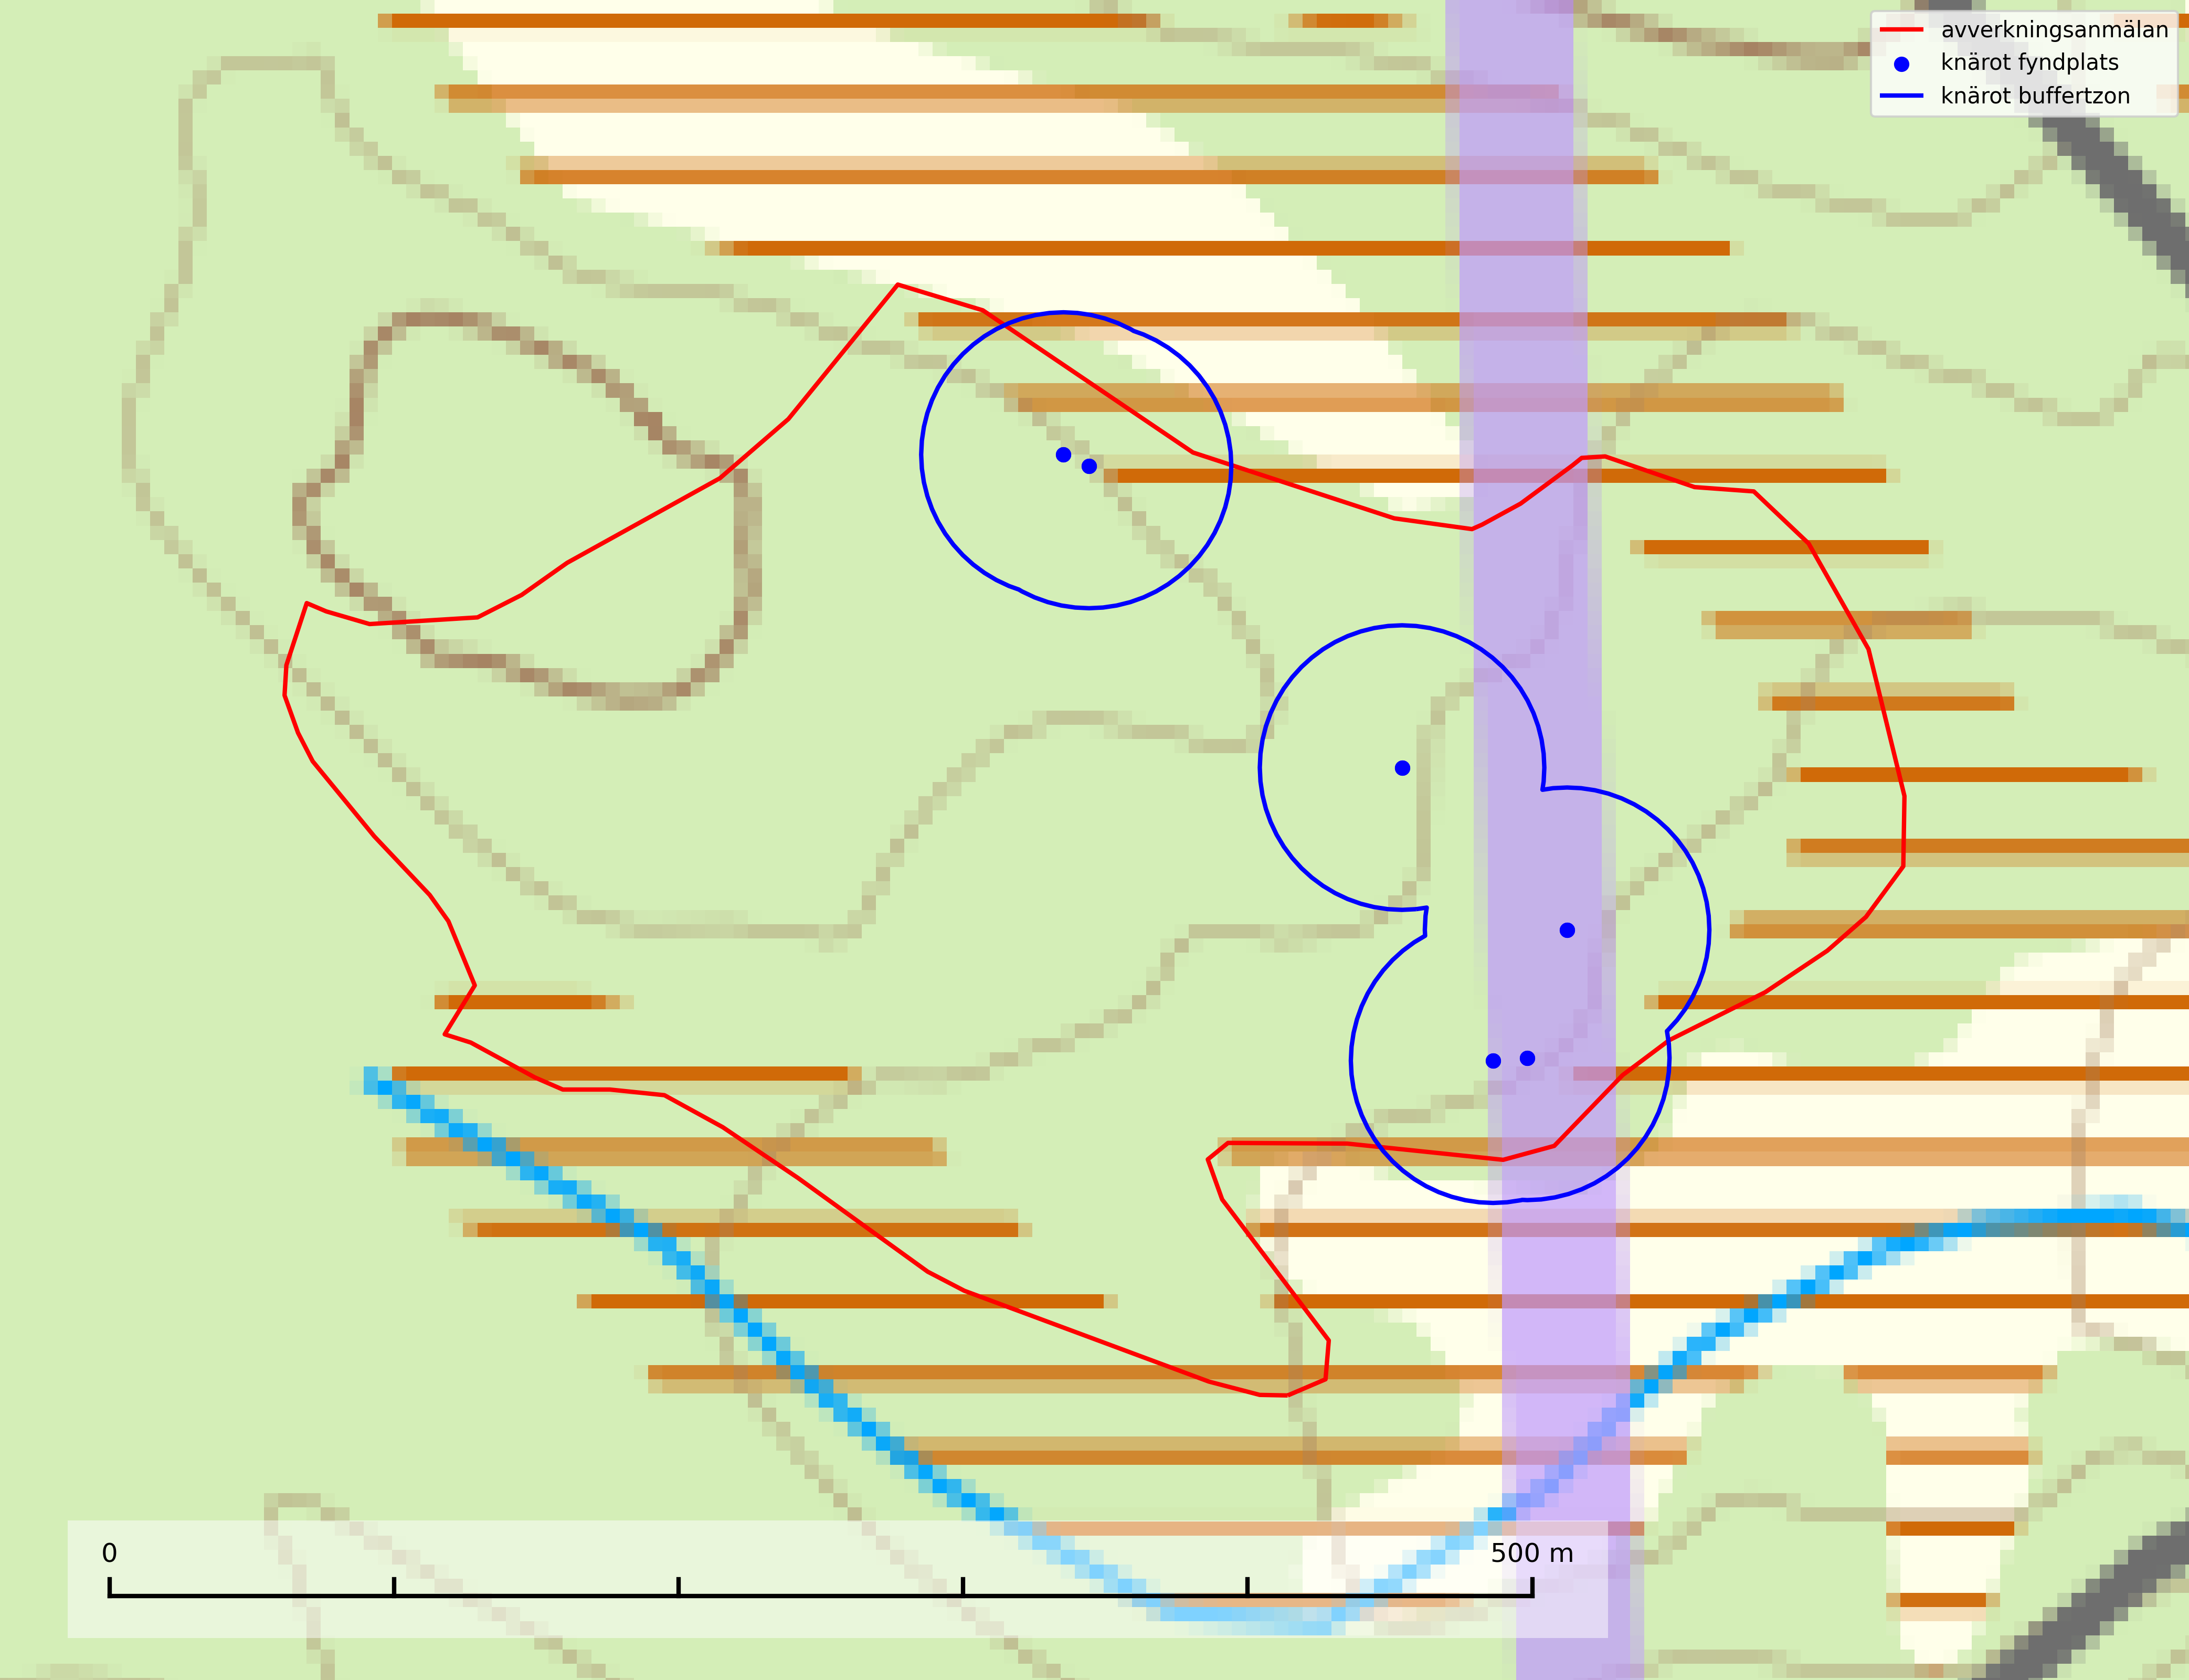 avverkningsanmälan
knärot fyndplats
knärot buffertzon
0
500 m